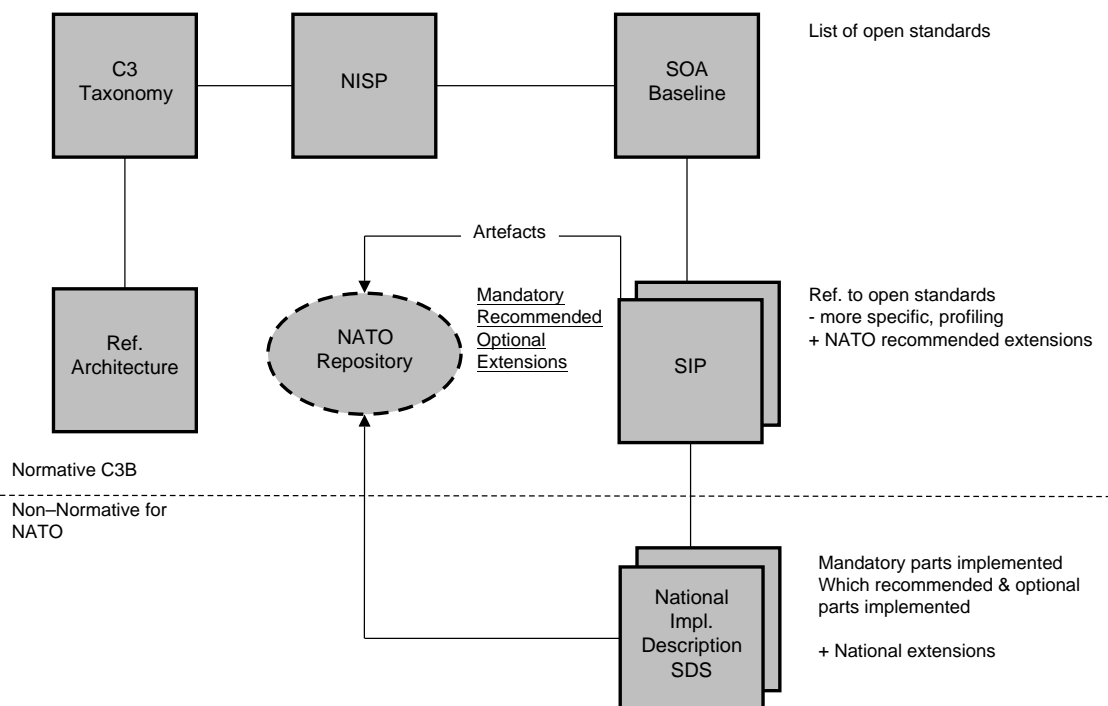 List of open standards
C3
Taxonomy
NISP
SOA
Baseline
Artefacts
Ref.
Architecture
NATO
Repository
Mandatory
Recommended
Optional
Extensions
SIP
Ref. to open standards
- more specific, profiling
+ NATO recommended extensions
Normative C3B
Non–Normative for
NATO
National
Impl.
Description
SDS
Mandatory parts implemented
Which recommended & optional
parts implemented
+ National extensions